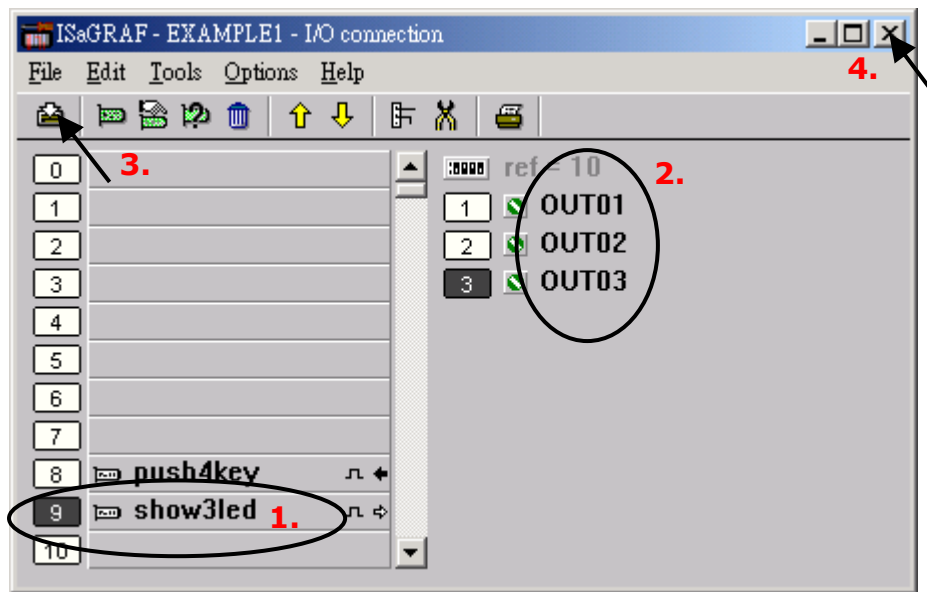 ISaGRAF - EXAMPLE1 - I/O connection
File Edit Tools Options Help
4.
3.
0
1
2
3
4
5
6
7
8 push4key
9 show3led 1.
10
ref = 10 2.
1 OUT01
2 OUT02
3 OUT03